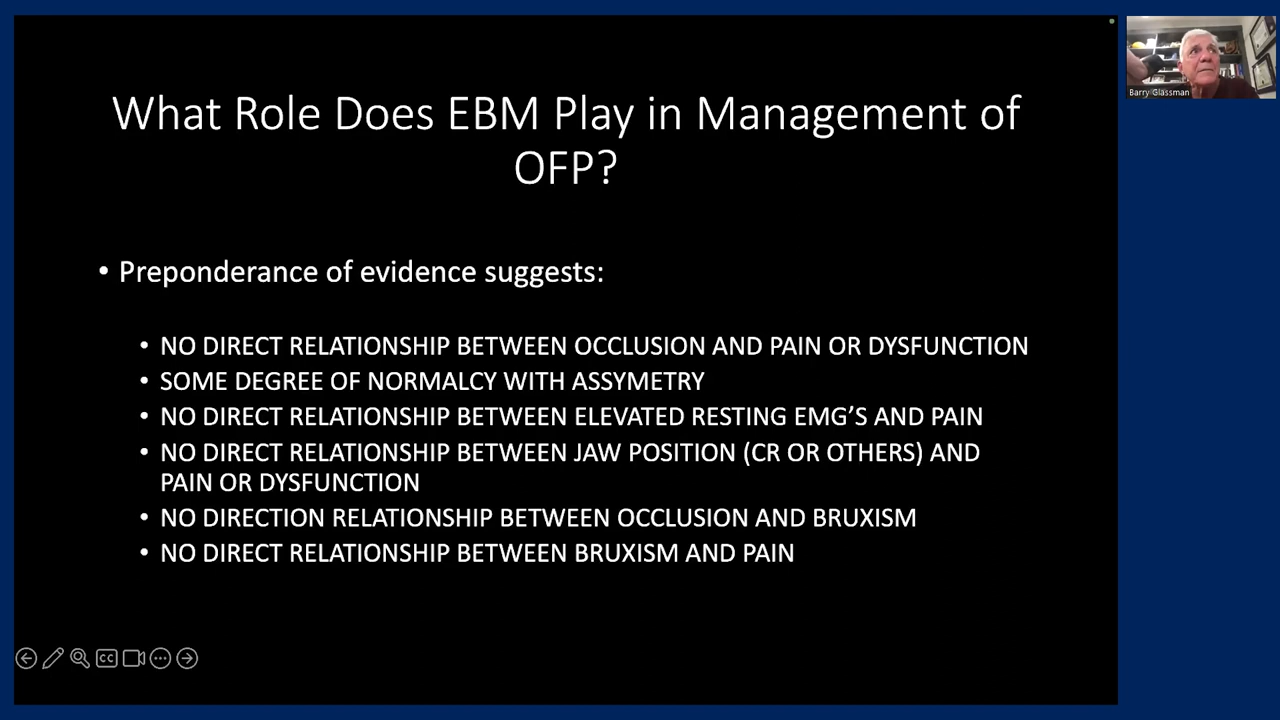 What Role Does EBM Play in Management of
OFP?
• Preponderance of evidence suggests:
• NO DIRECT RELATIONSHIP BETWEEN OCCLUSION AND PAIN OR DYSFUNCTION
• SOME DEGREE OF NORMALCY WITH ASSYMETRY
• NO DIRECT RELATIONSHIP BETWEEN ELEVATED RESTING EMG’S AND PAIN
• NO DIRECT RELATIONSHIP BETWEEN JAW POSITION (CR OR OTHERS) AND
PAIN OR DYSFUNCTION
• NO DIRECTION RELATIONSHIP BETWEEN OCCLUSION AND BRUXISM
• NO DIRECT RELATIONSHIP BETWEEN BRUXISM AND PAIN
CC
Barry Glassman